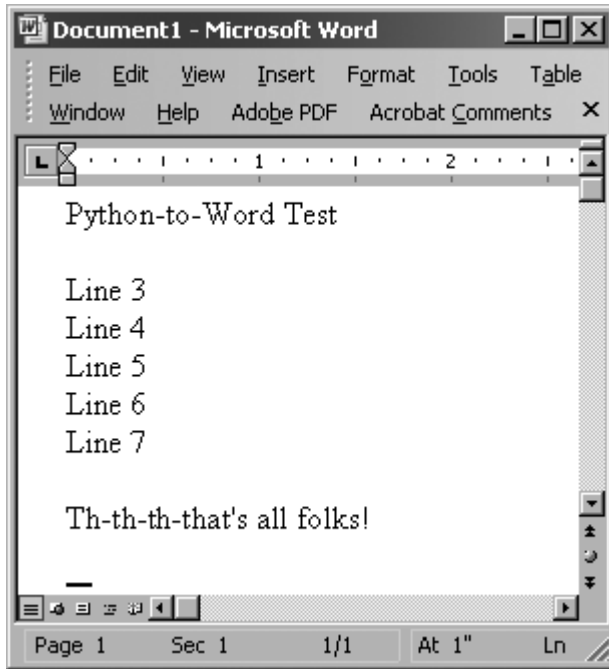 Document1 - Microsoft Word
File Edit View Insert Format Tools Table
Window Help Adobe PDF Acrobat Comments
1 2
Python-to-Word Test
Line 3
Line 4
Line 5
Line 6
Line 7
Th-th-th-that's all folks!
Page 1 Sec 1 1/1 At 1" Ln